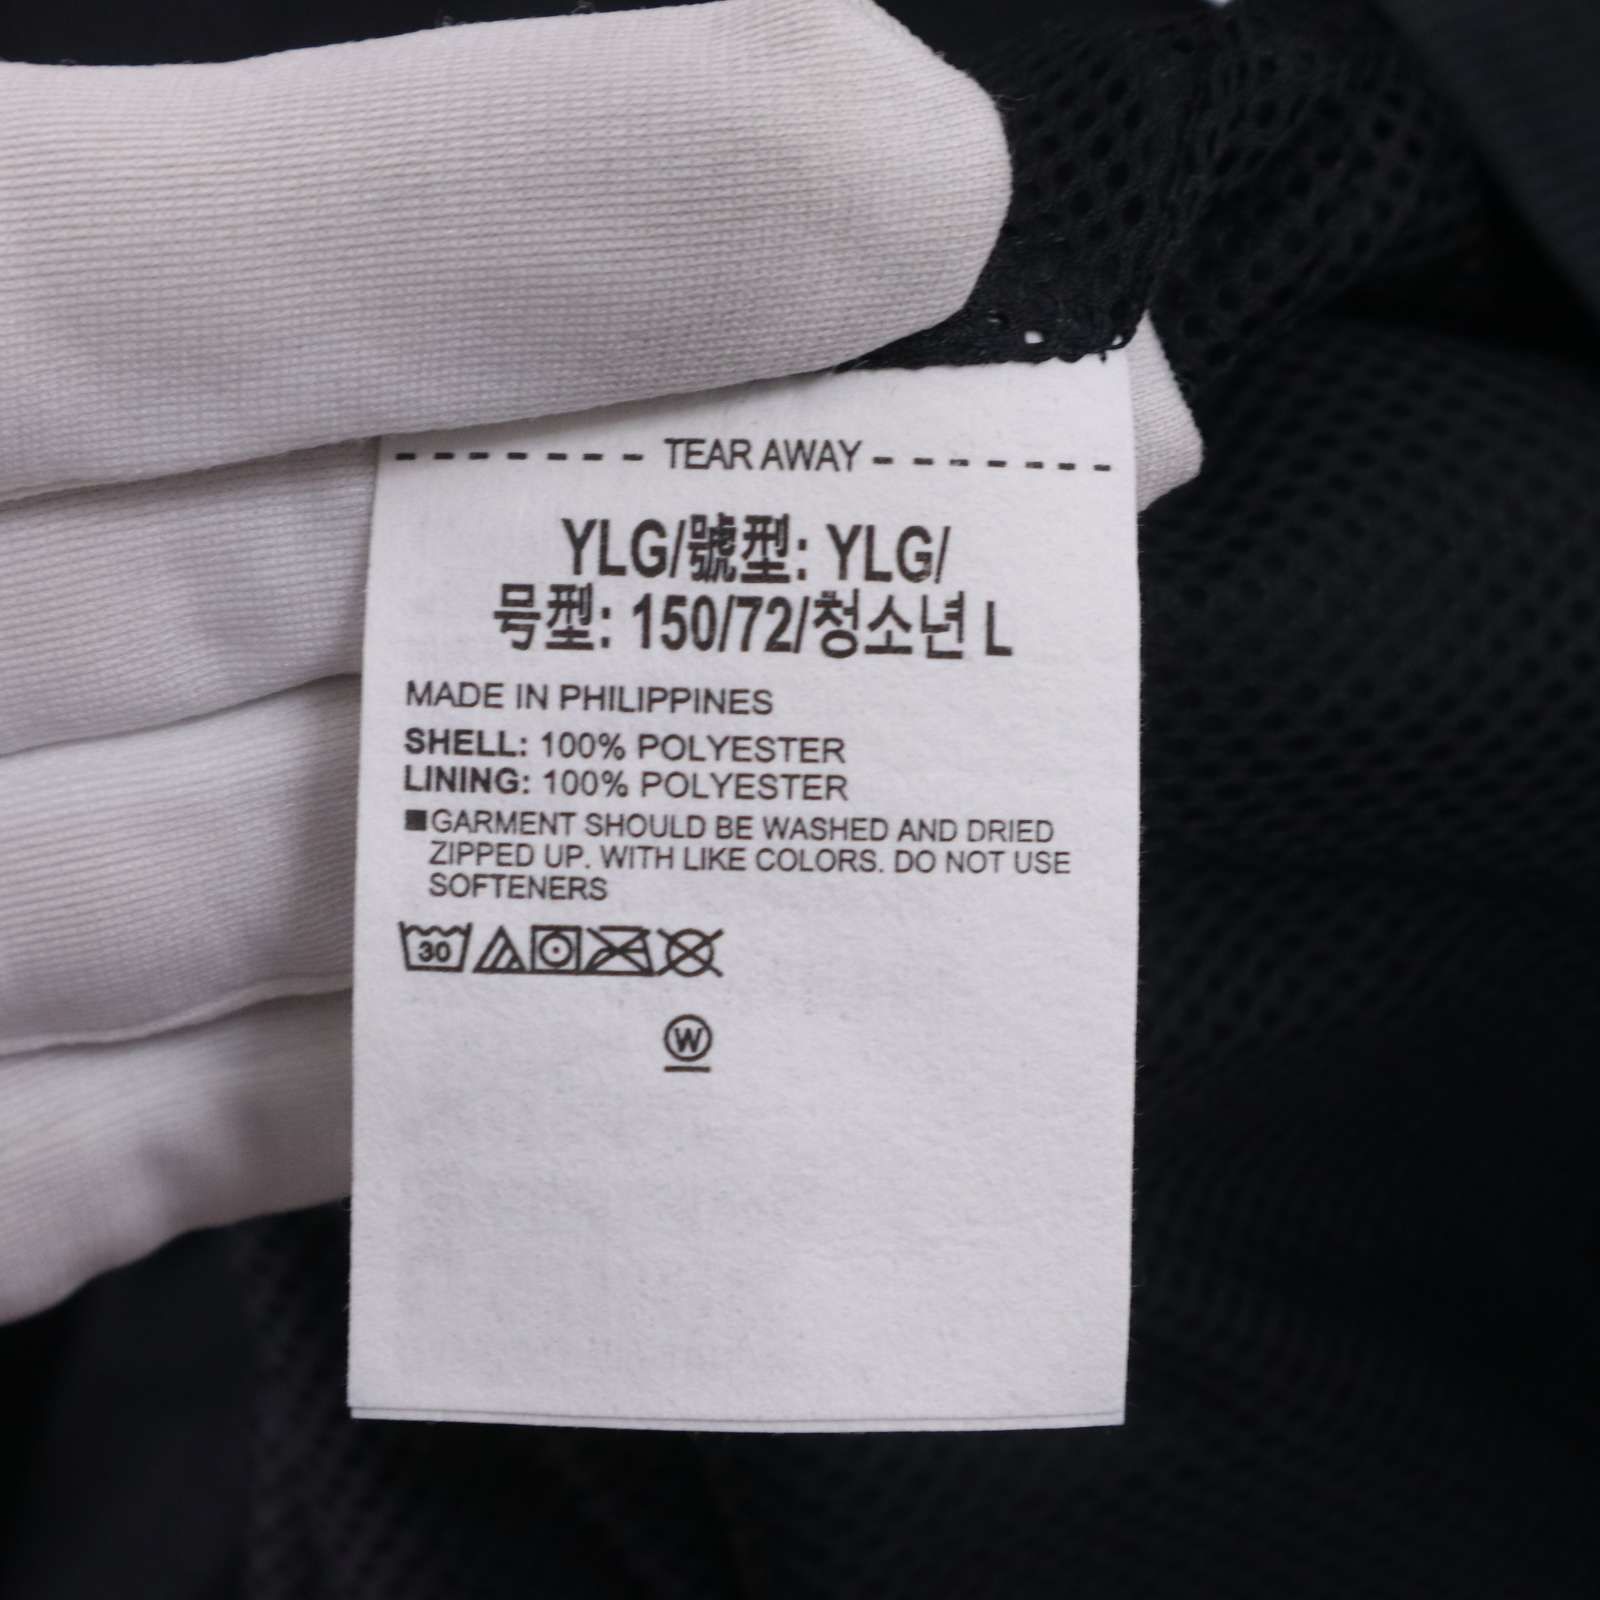 TEAR AWAY
YLG/號型: YLG/
号型: 150/72/청소년 L
MADE IN PHILIPPINES
SHELL: 100% POLYESTER
LINING: 100% POLYESTER
■GARMENT SHOULD BE WASHED AND DRIED
ZIPPED UP. WITH LIKE COLORS. DO NOT USE
SOFTENERS
30
W